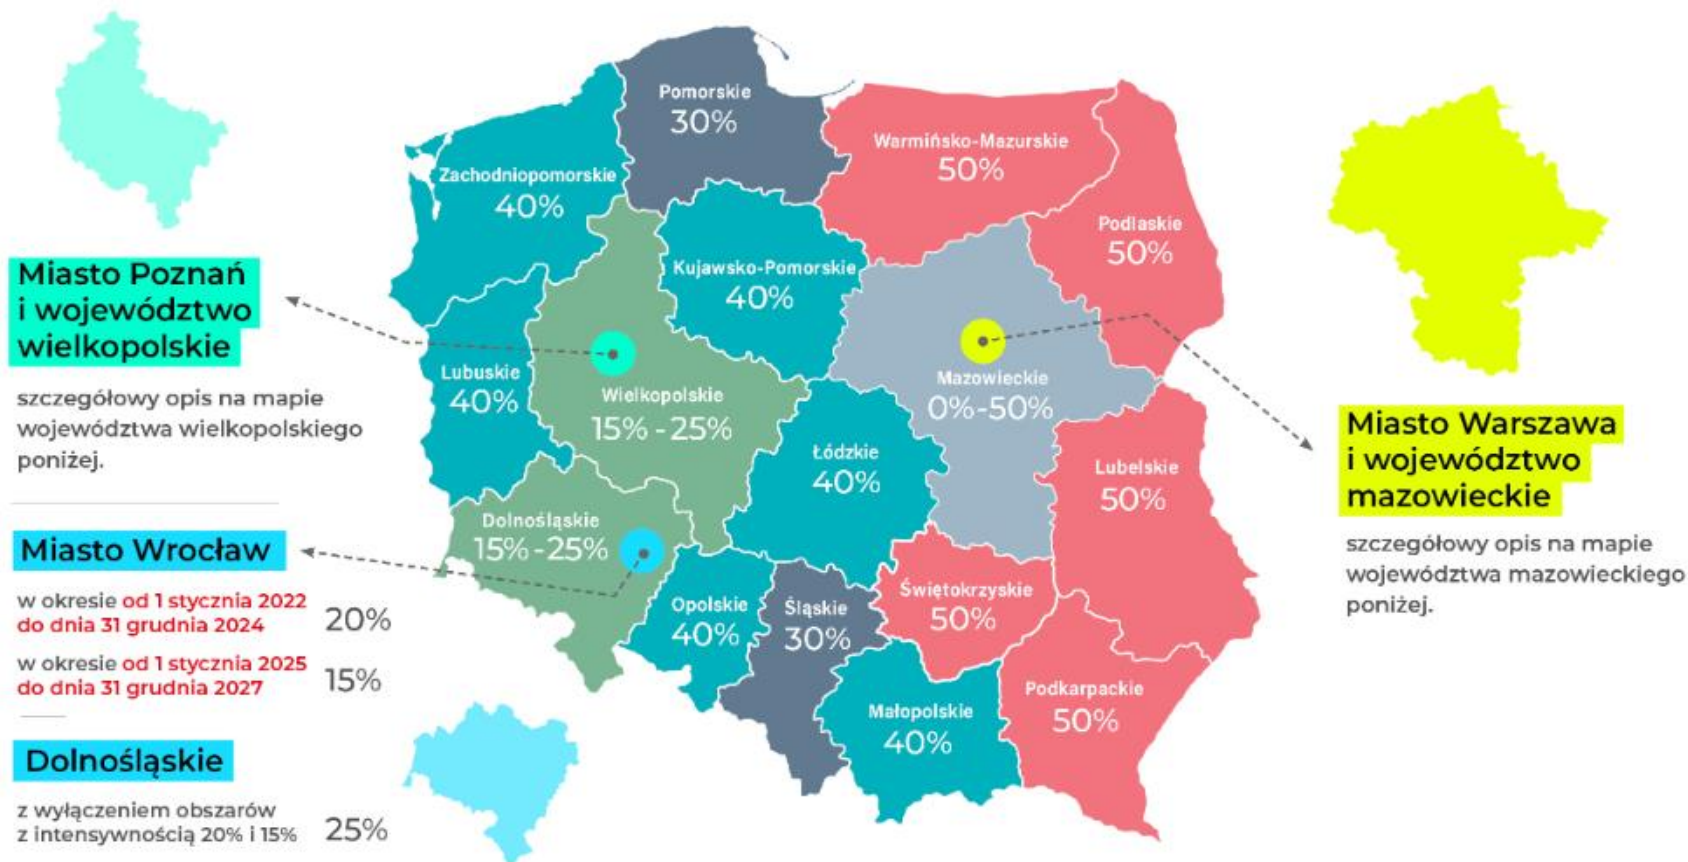 Miasto Poznań
i województwo
wielkopolskie
szczegółowy opis na mapie
województwa wielkopolskiego
poniżej.
Miasto Wrocław
w okresie od 1 stycznia 2022
do dnia 31 grudnia 2024
20%
w okresie od 1 stycznia 2025
do dnia 31 grudnia 2027
15%
Dolnośląskie
z wyłączeniem obszarów
z intensywnością 20% i 15%
25%
Pomorskie
30%
Zachodniopomorskie
40%
Warmińsko-Mazurskie
50%
Podlaskie
50%
Kujawsko-Pomorskie
40%
Lubuskie
40%
Wielkopolskie
15% - 25%
Mazowieckie
0%-50%
Łódzkie
40%
Lubelskie
50%
Dolnośląskie
15% - 25%
Opolskie
40%
Śląskie
30%
Świętokrzyskie
50%
Małopolskie
40%
Podkarpackie
50%
Miasto Warszawa
i województwo
mazowieckie
szczegółowy opis na mapie
województwa mazowieckiego
poniżej.